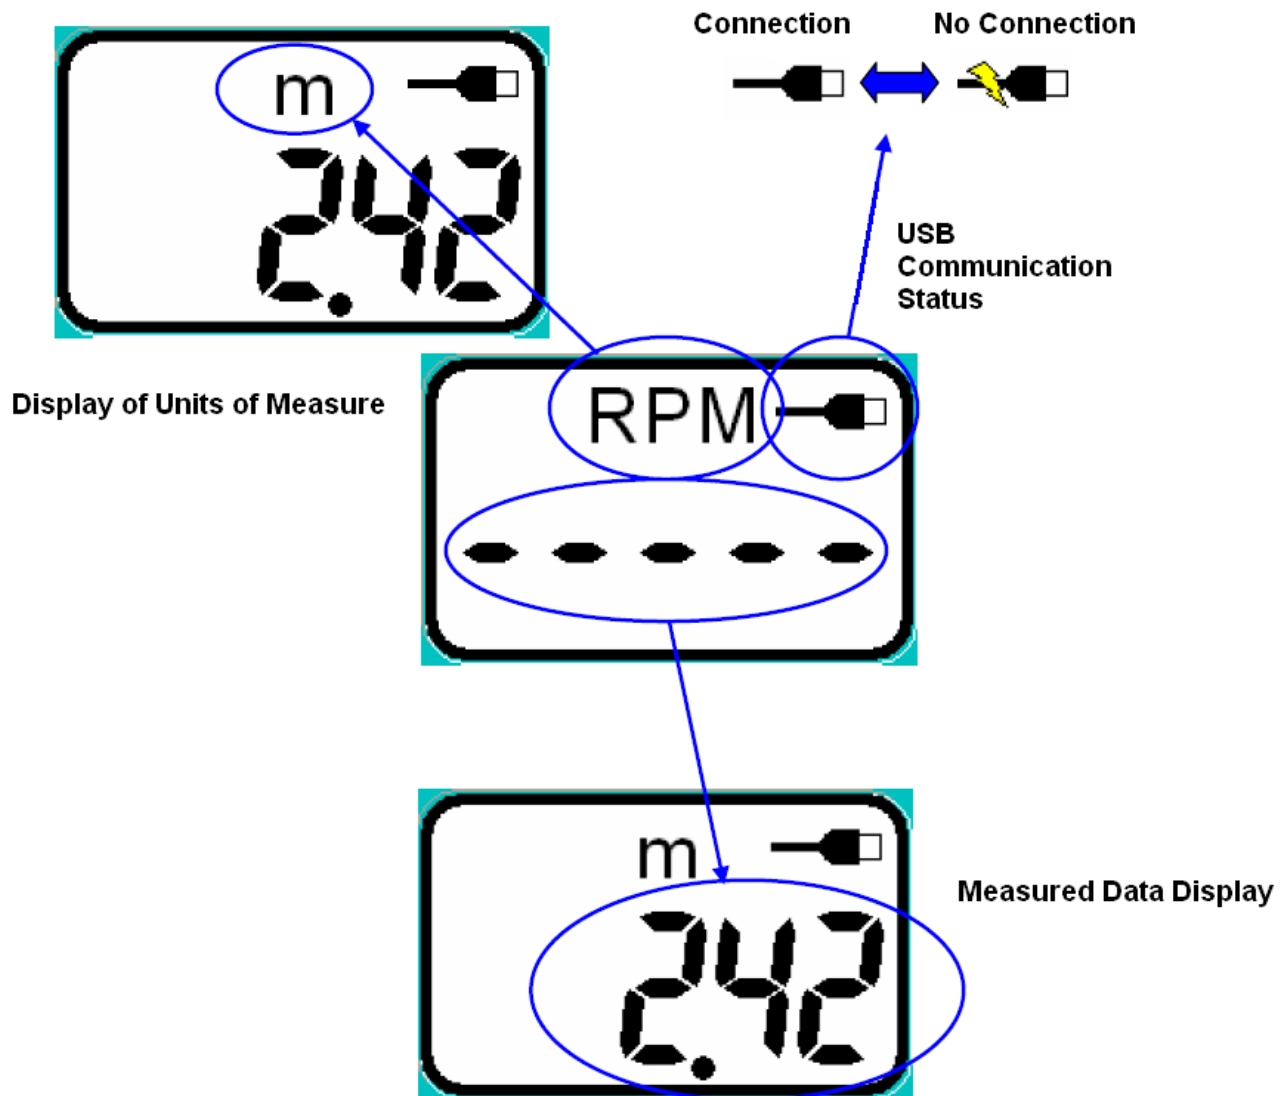 Connection
No Connection
m
2.42
USB
Communication
Status
Display of Units of Measure
RPM
- - - - -
m
2.42
Measured Data Display